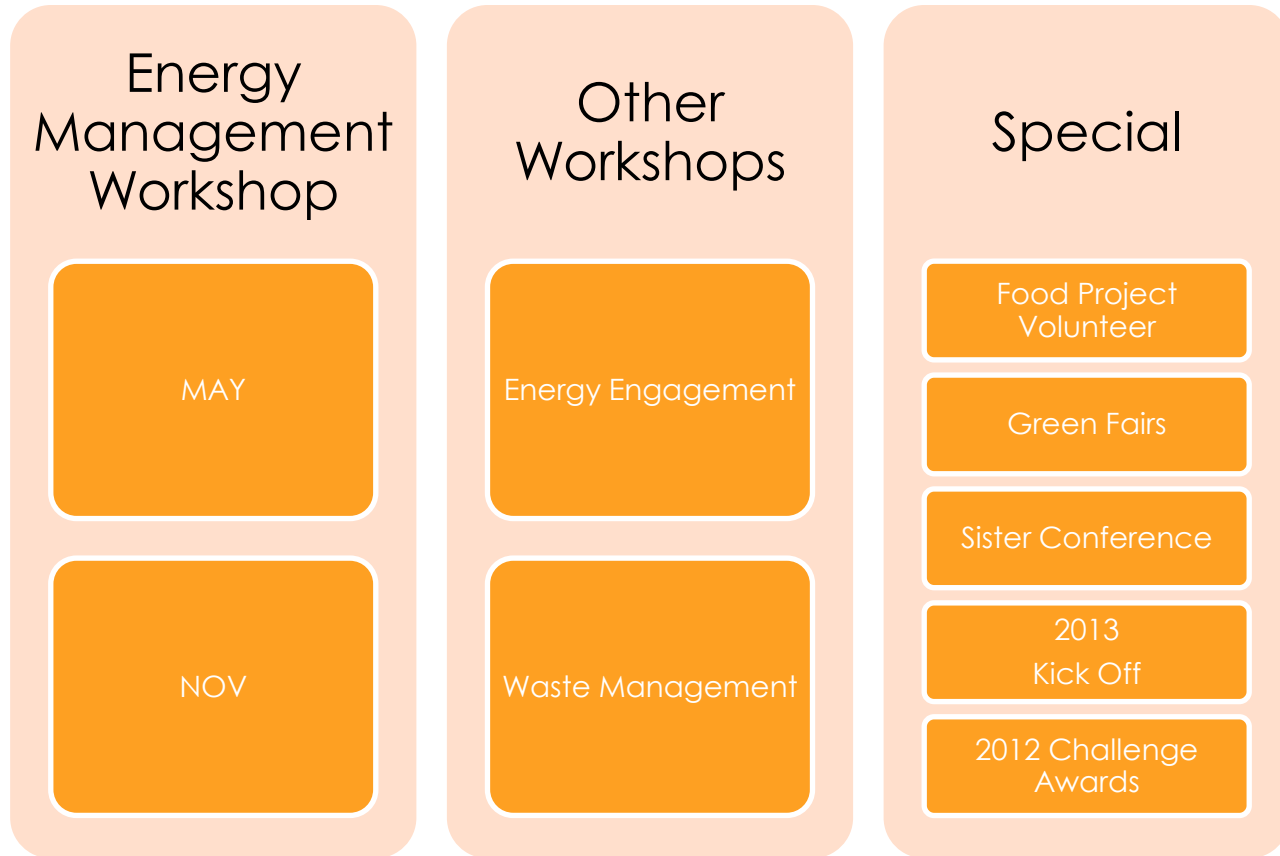 Energy
Management
Workshop
MAY
NOV
Other
Workshops
Energy Engagement
Waste Management
Special
Food Project
Volunteer
Green Fairs
Sister Conference
2013
Kick Off
2012 Challenge
Awards